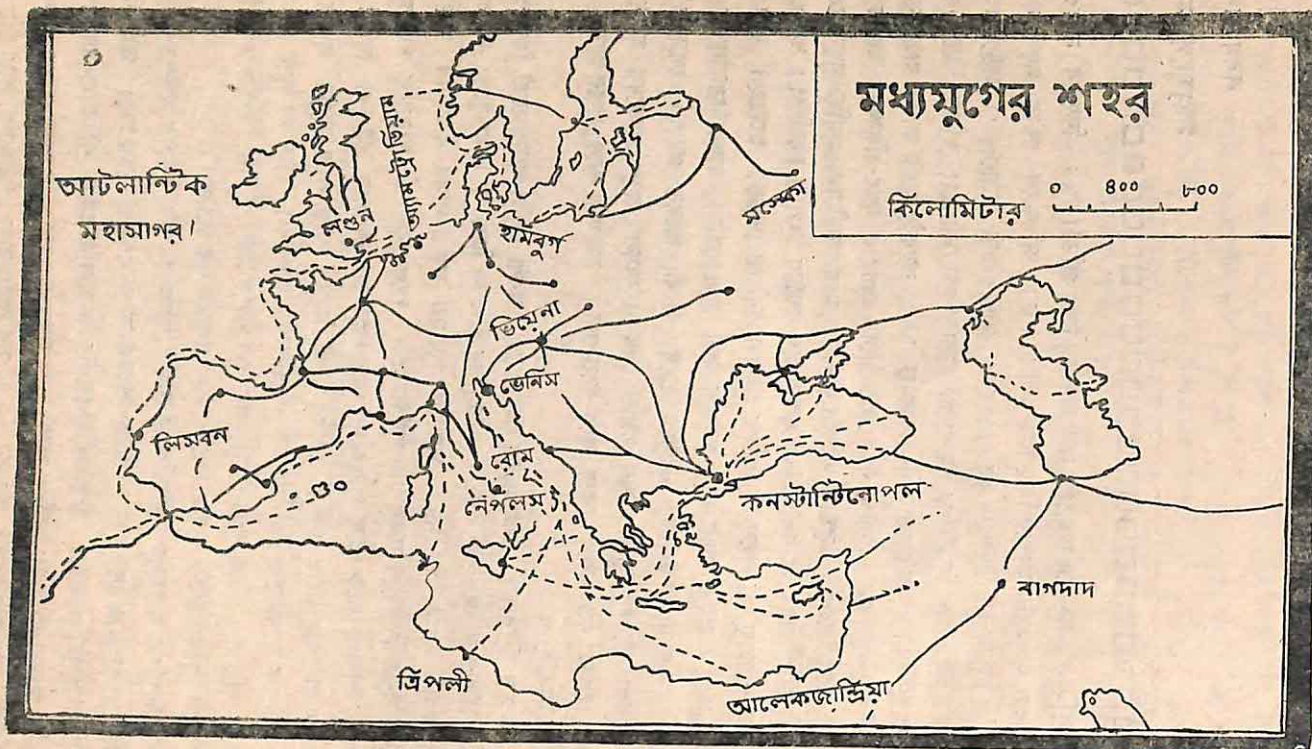 মধ্যযুগের শহর
কিলোমিটার ০ ৪০০ ৮০০
আটলান্টিক
মহাসাগর
লণ্ডন
হামবুর্গ
মস্কো
ভিয়েনা
ভেনিস
লিসবন
রোম
নেপলস্
কনস্টান্টিনোপল
বাগদাদ
ত্রিপলী
আলেকজান্দ্রিয়া